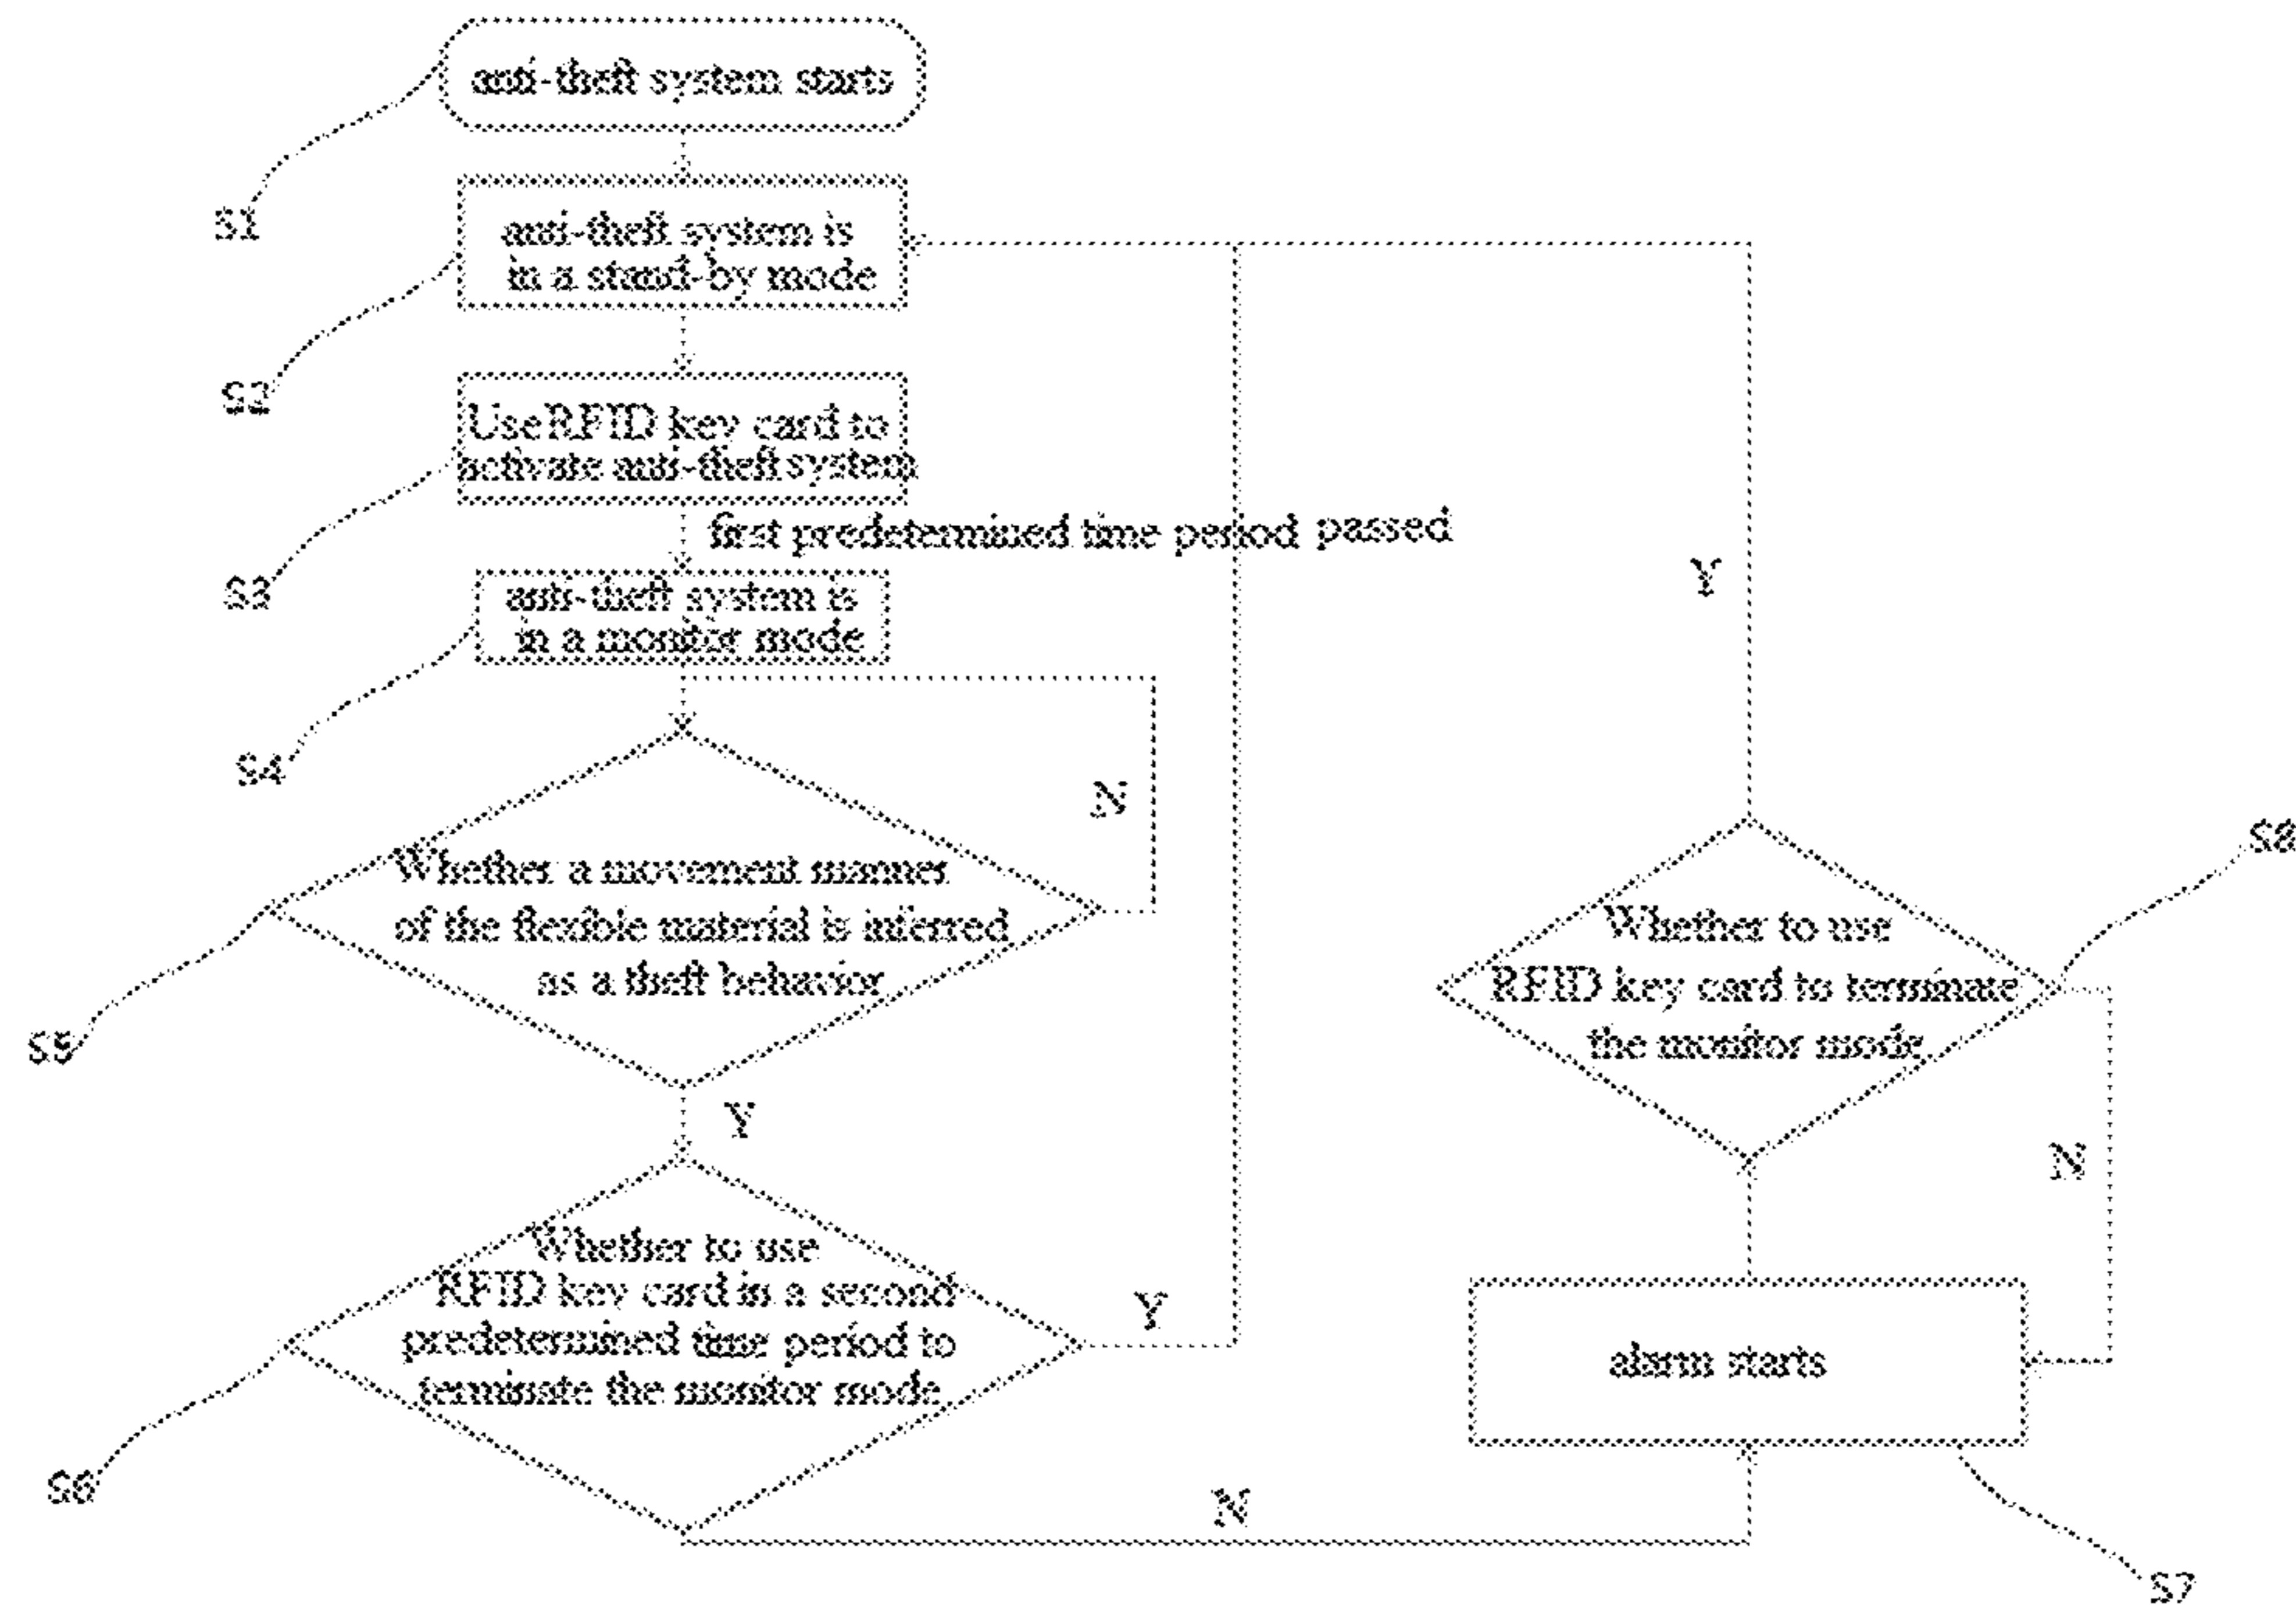 anti-theft system starts
S1
anti-theft system is
in a stand-by mode
S2
Use RFID key card to
activate anti-theft system
first predetermined time period passed
S3
anti-theft system is
in a monitor mode
S4
Y
N
Whether a movement manner
of the flexible material is inferred
as a theft behavior
S5
Y
S8
Whether to use
RFID key card to terminate
the monitor mode
N
Whether to use
RFID key card in a second
predetermined time period to
terminate the monitor mode
Y
S6
N
alarm starts
S7